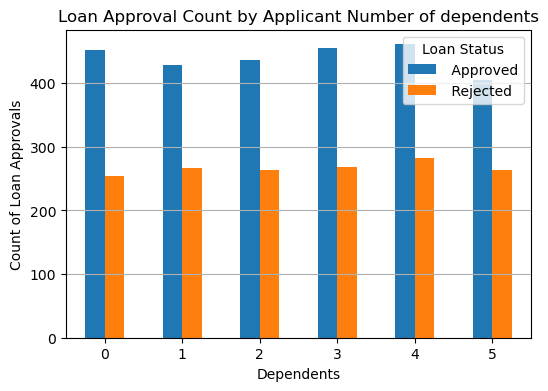 Loan Approval Count by Applicant Number of dependents
Loan Status
Approved
Rejected
Count of Loan Approvals
400
300
200
100
0
0 1 2 3 4 5
Dependents